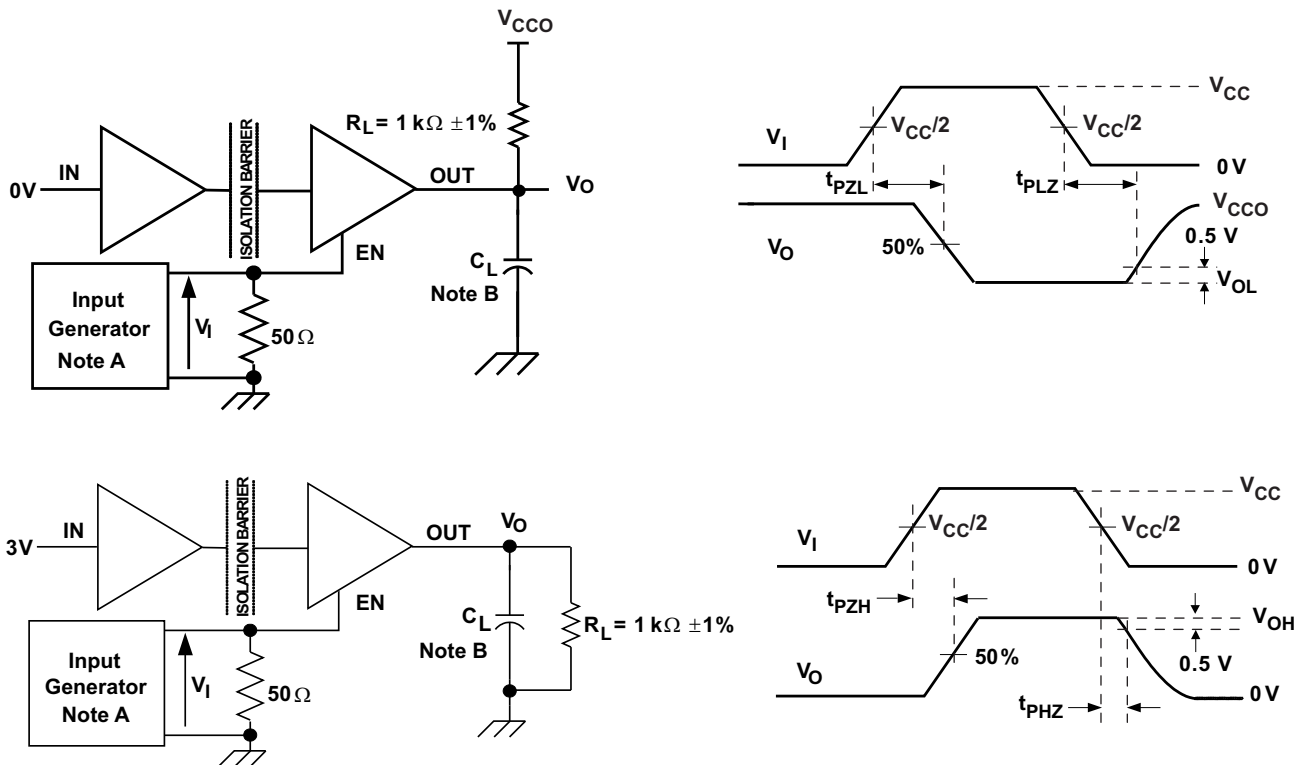 VCCO
RL = 1 kΩ ±1%
ISOLATION BARRIER
0V
IN
OUT
VO
EN
CL
Note B
Input
Generator
Note A
VI
50Ω
VCC
VI
VCC/2
VCC/2
0V
tPZL
tPLZ
VCCO
VO
50%
0.5 V
VOL
ISOLATION BARRIER
3V
IN
OUT
VO
EN
CL
Note B
RL = 1 kΩ ±1%
Input
Generator
Note A
VI
50Ω
VCC
VI
VCC/2
VCC/2
0V
tPZH
VOH
VO
50%
0.5 V
tPHZ
0V